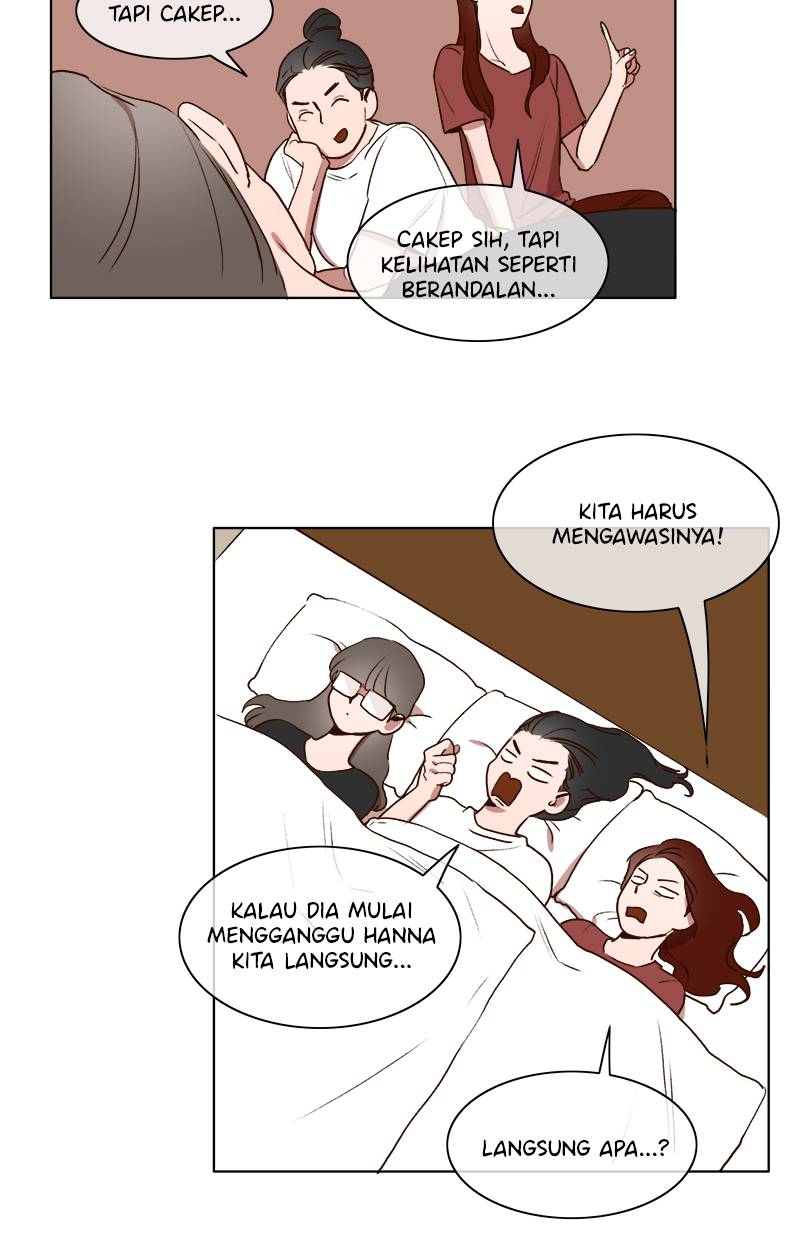 TAPI CAKEP...
CAKEP SIH, TAPI
KELIHATAN SEPERTI
BERANDALAN...
KITA HARUS
MENGAWASINYA!
KALAU DIA MULAI
MENGGANGGU HANNA
KITA LANGSUNG...
LANGSUNG APA...?